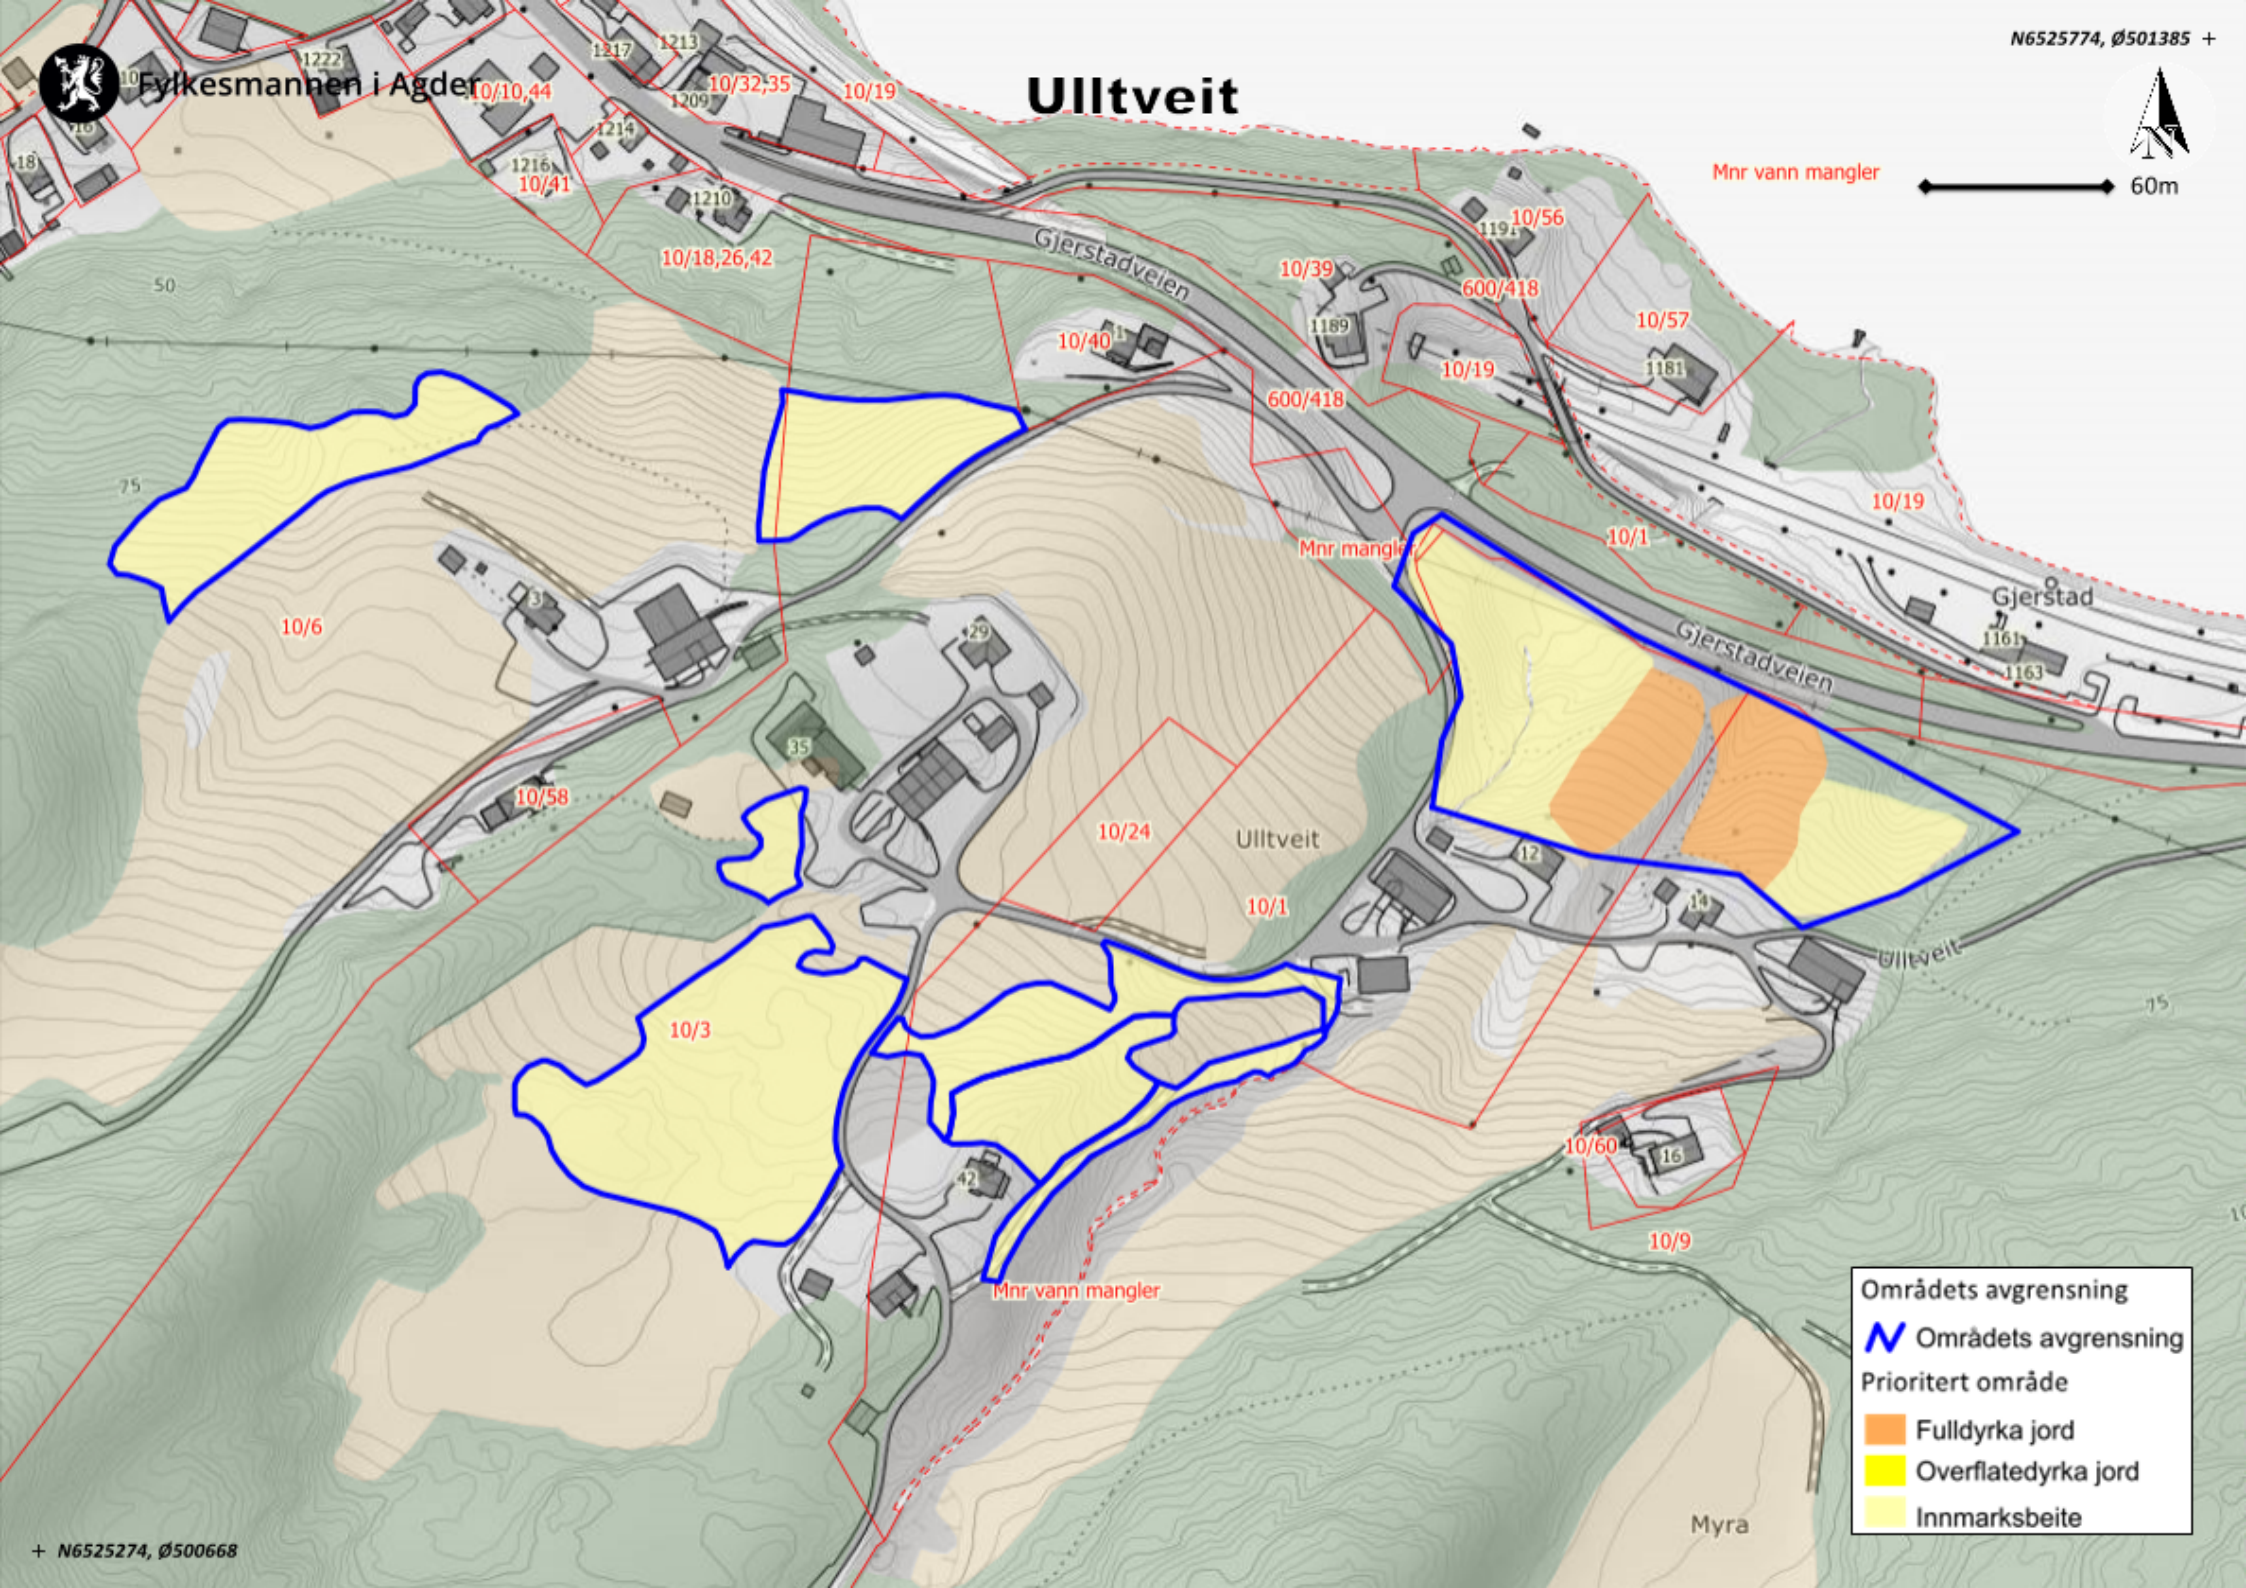 N6525774, Ø501385 +
Fylkesmannen i Agder
Ulltveit
60m
N
Mnr vann mangler
1222
1217
1213
10
10/10,44
1209
10/32,35
10/19
16
1214
18
1216
10/41
1210
10/18,26,42
50
Gjerstadveien
1191
10/56
10/39
600/418
1189
10/57
10/40
1
10/19
1181
600/418
75
10/19
10/1
Mnr mangler
3
10/6
29
Gjerstad
1161
1163
Gjerstadveien
35
10/58
10/24
Ulltveit
12
10/1
14
Ulltveit
75
10/3
42
10/60
16
10/9
Mnr vann mangler
Områdets avgrensning
Områdets avgrensning
Prioritert område
Fulldyrka jord
Overflatedyrka jord
Innmarksbeite
Myra
+ N6525274, Ø500668